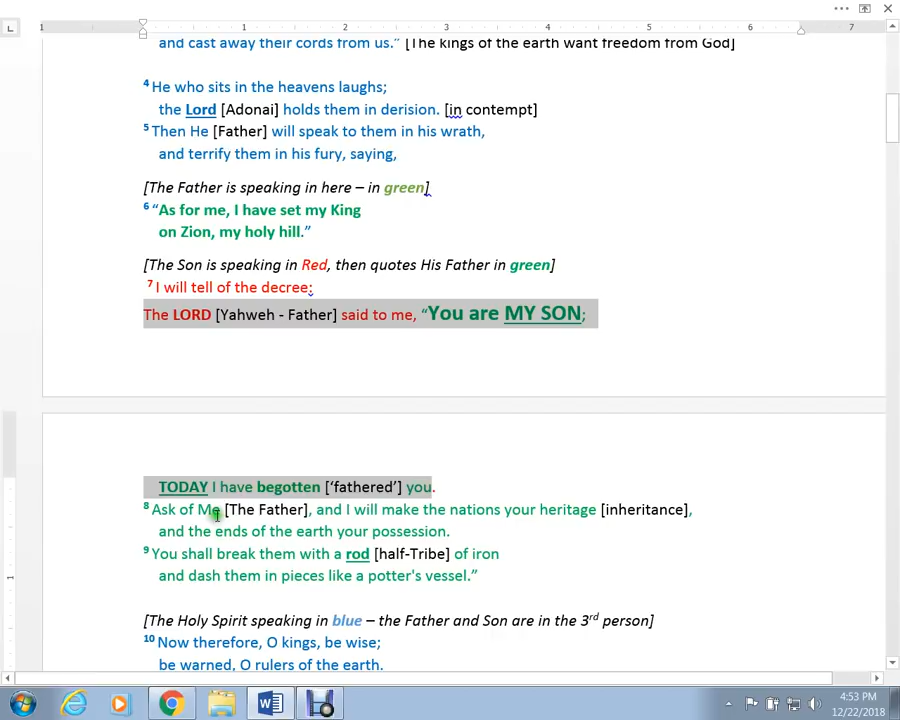 1 1 2 3 4 5 6 7
and cast away their cords from us.” [The kings of the earth want freedom from God]
4 He who sits in the heavens laughs;
the Lord [Adonai] holds them in derision. [in contempt]
5 Then He [Father] will speak to them in his wrath,
and terrify them in his fury, saying,
[The Father is speaking in here – in green]
6 “As for me, I have set my King
on Zion, my holy hill.”
[The Son is speaking in Red, then quotes His Father in green]
7 I will tell of the decree:
The LORD [Yahweh - Father] said to me, “You are MY SON;
TODAY I have begotten [‘fathered’] you.
8 Ask of Me [The Father], and I will make the nations your heritage [inheritance],
and the ends of the earth your possession.
9 You shall break them with a rod [half-Tribe] of iron
and dash them in pieces like a potter's vessel.”
1
[The Holy Spirit speaking in blue – the Father and Son are in the 3rd person]
10 Now therefore, O kings, be wise;
be warned, O rulers of the earth.
4:53 PM
12/22/2018